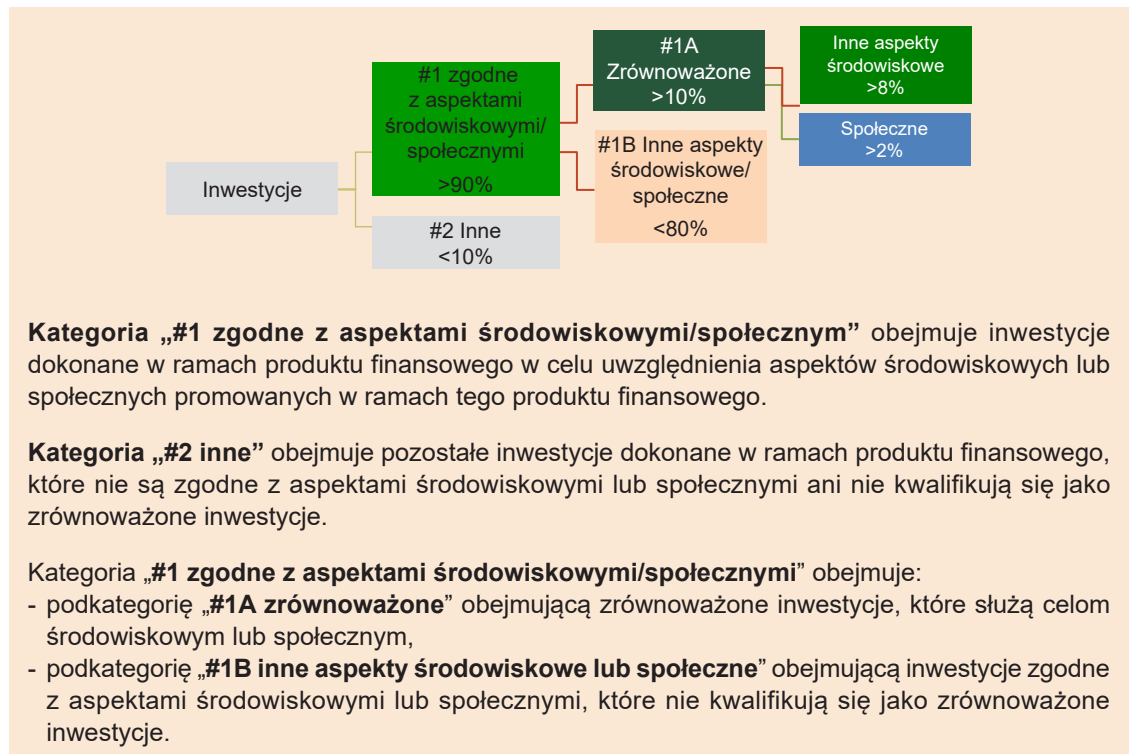 Inwestycje
#1 zgodne
z aspektami
środowiskowymi/
społecznymi
>90%
#2 Inne
<10%
#1A
Zrównoważone
>10%
#1B Inne aspekty
środowiskowe/
społeczne
<80%
Inne aspekty
środowiskowe
>8%
Społeczne
>2%
Kategoria „#1 zgodne z aspektami środowiskowymi/społecznym” obejmuje inwestycje
dokonane w ramach produktu finansowego w celu uwzględnienia aspektów środowiskowych lub
społecznych promowanych w ramach tego produktu finansowego.
Kategoria „#2 inne” obejmuje pozostałe inwestycje dokonane w ramach produktu finansowego,
które nie są zgodne z aspektami środowiskowymi lub społecznymi ani nie kwalifikują się jako
zrównoważone inwestycje.
Kategoria „#1 zgodne z aspektami środowiskowymi/społecznymi” obejmuje:
- podkategorię „#1A zrównoważone” obejmującą zrównoważone inwestycje, które służą celom
środowiskowym lub społecznym,
- podkategorię „#1B inne aspekty środowiskowe lub społeczne” obejmującą inwestycje zgodne
z aspektami środowiskowymi lub społecznymi, które nie kwalifikują się jako zrównoważone
inwestycje.